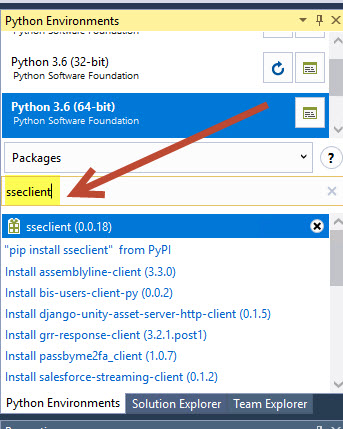 Python Environments
Python 3.6 (32-bit)
Python Software Foundation
Python 3.6 (64-bit)
Python Software Foundation
Packages
?
sseclient
sseclient (0.0.18)
"pip install sseclient" from PyPI
Install assemblyline-client (3.3.0)
Install bis-users-client-py (0.0.2)
Install django-unity-asset-server-http-client (0.1.5)
Install grr-response-client (3.2.1.post1)
Install passbyme2fa_client (1.0.7)
Install salesforce-streaming-client (0.1.2)
Python Environments Solution Explorer Team Explorer